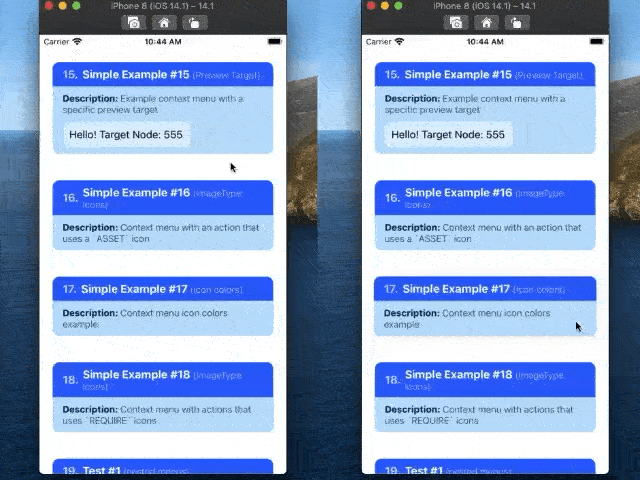 iPhone 8 (iOS 14.1) – 14.1
Carrier
10:44 AM
15. Simple Example #15 (Preview Target)
Description: Example context menu with a
specific preview target
Hello! Target Node: 555
16. Simple Example #16 (ImageType:
Icons)
Description: Context menu with an action that
uses a `ASSET` icon
17. Simple Example #17 (Icon colors)
Description: Context menu icon colors
example
18. Simple Example #18 (ImageType:
Icons)
Description: Context menu with actions that
uses `REQUIRE` icons
19. Test #1 (nested menus)
iPhone 8 (iOS 14.1) – 14.1
Carrier
10:44 AM
15. Simple Example #15 (Preview Target)
Description: Example context menu with a
specific preview target
Hello! Target Node: 555
16. Simple Example #16 (ImageType:
Icons)
Description: Context menu with an action that
uses a `ASSET` icon
17. Simple Example #17 (Icon colors)
Description: Context menu icon colors
example
18. Simple Example #18 (ImageType:
Icons)
Description: Context menu with actions that
uses `REQUIRE` icons
19. Test #1 (nested menus)